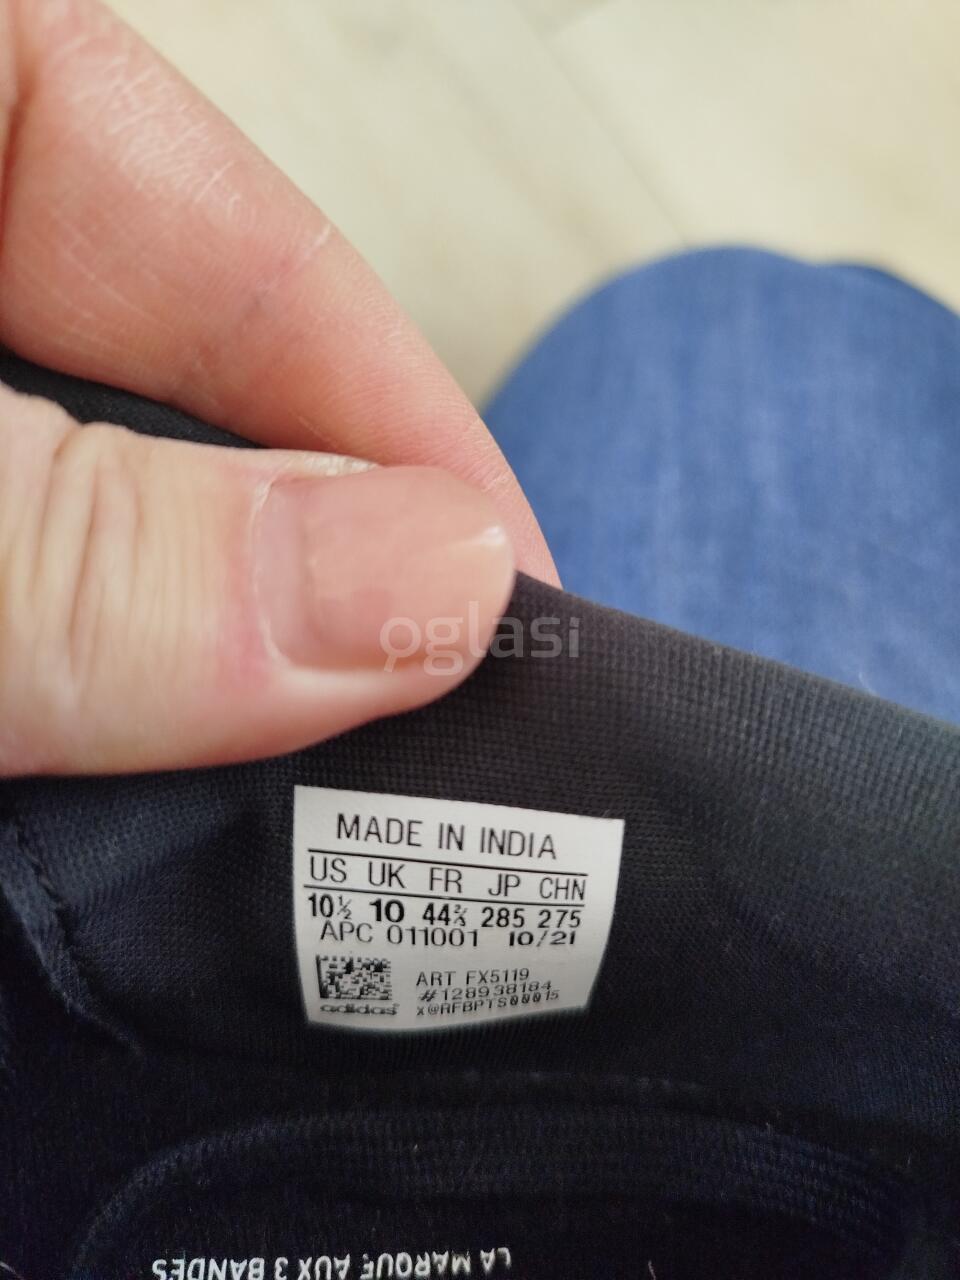 oglasi
MADE IN INDIA
US UK FR JP CHN
10½ 10 44⅔ 285 275
APC 011001 10/21
ART FX5119
#128938184
x@RFBPTS00015
adidas
LA MARQUE AUX 3 BANDES